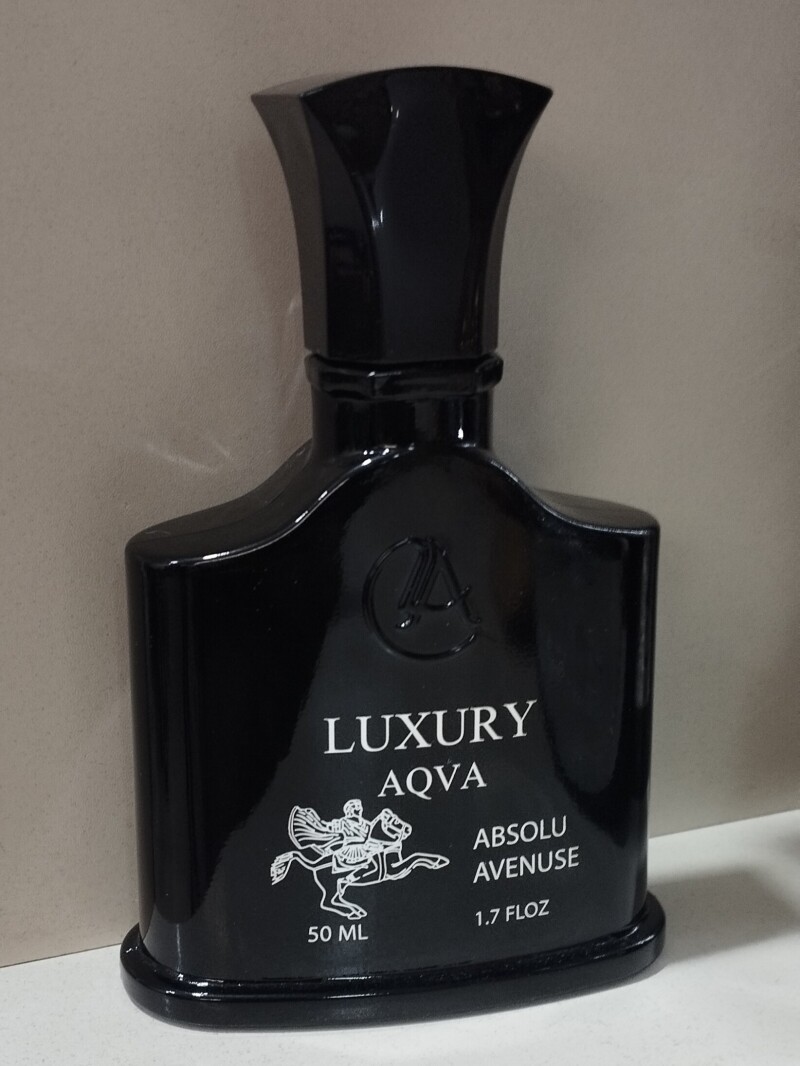 LUXURY
AQVA
ABSOLU
AVENUSE
50 ML
1.7 FLOZ